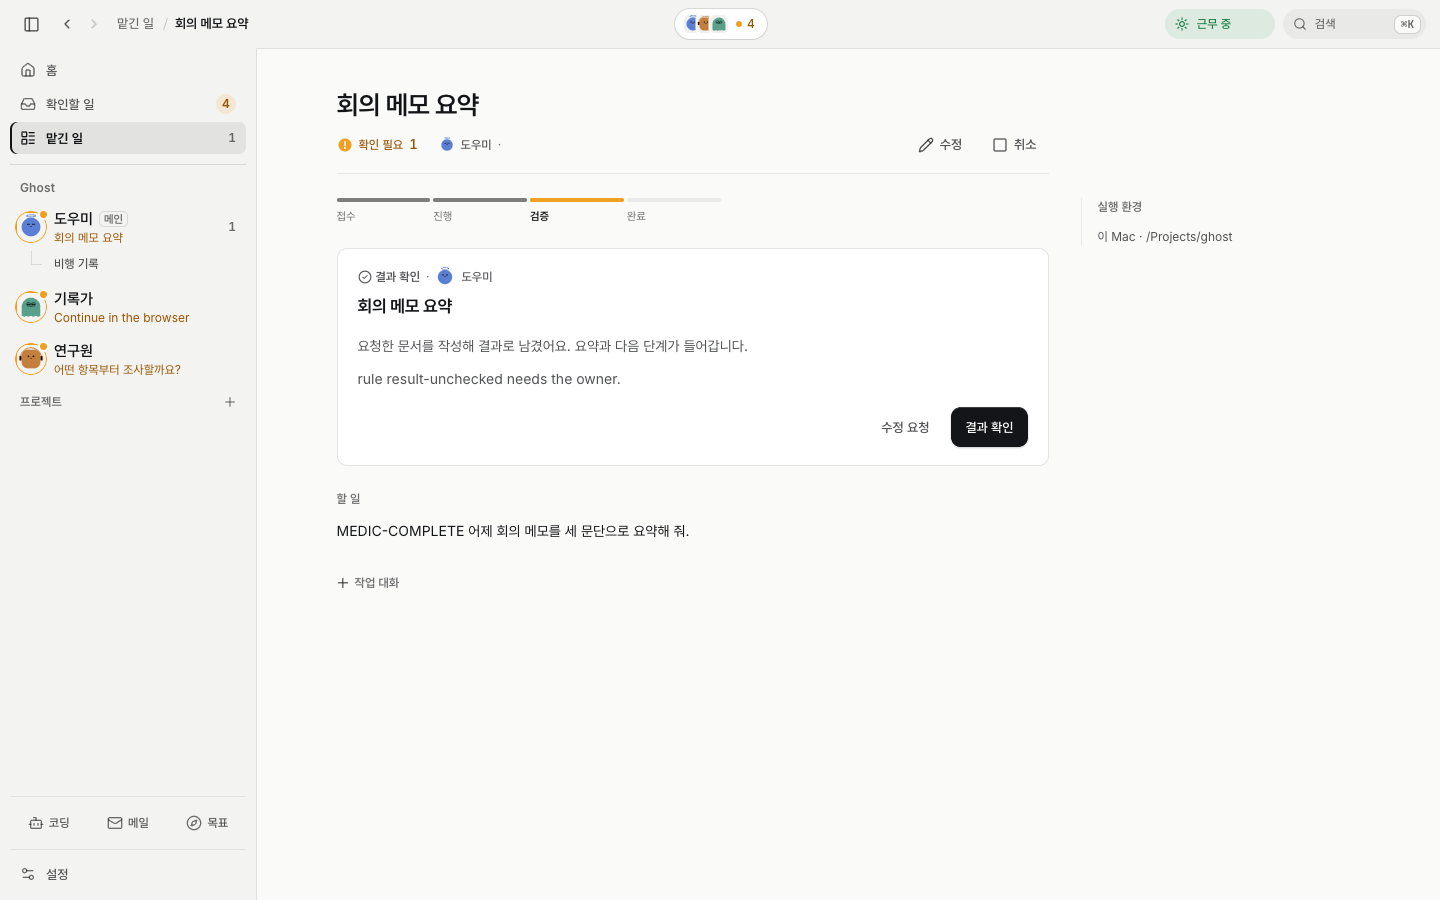 맡긴 일 / 회의 메모 요약
4
근무 중
검색 ⌘K
홈
확인할 일 4
맡긴 일 1
Ghost
도우미 메인
회의 메모 요약
1
비행 기록
기록가
Continue in the browser
연구원
어떤 항목부터 조사할까요?
프로젝트
코딩
메일
목표
설정
회의 메모 요약
확인 필요 1 도우미 ·
수정
취소
접수
진행
검증
완료
결과 확인 · 도우미
회의 메모 요약
요청한 문서를 작성해 결과로 남겼어요. 요약과 다음 단계가 들어갑니다.
rule result-unchecked needs the owner.
수정 요청
결과 확인
할 일
MEDIC-COMPLETE 어제 회의 메모를 세 문단으로 요약해 줘.
작업 대화
실행 환경
이 Mac · /Projects/ghost